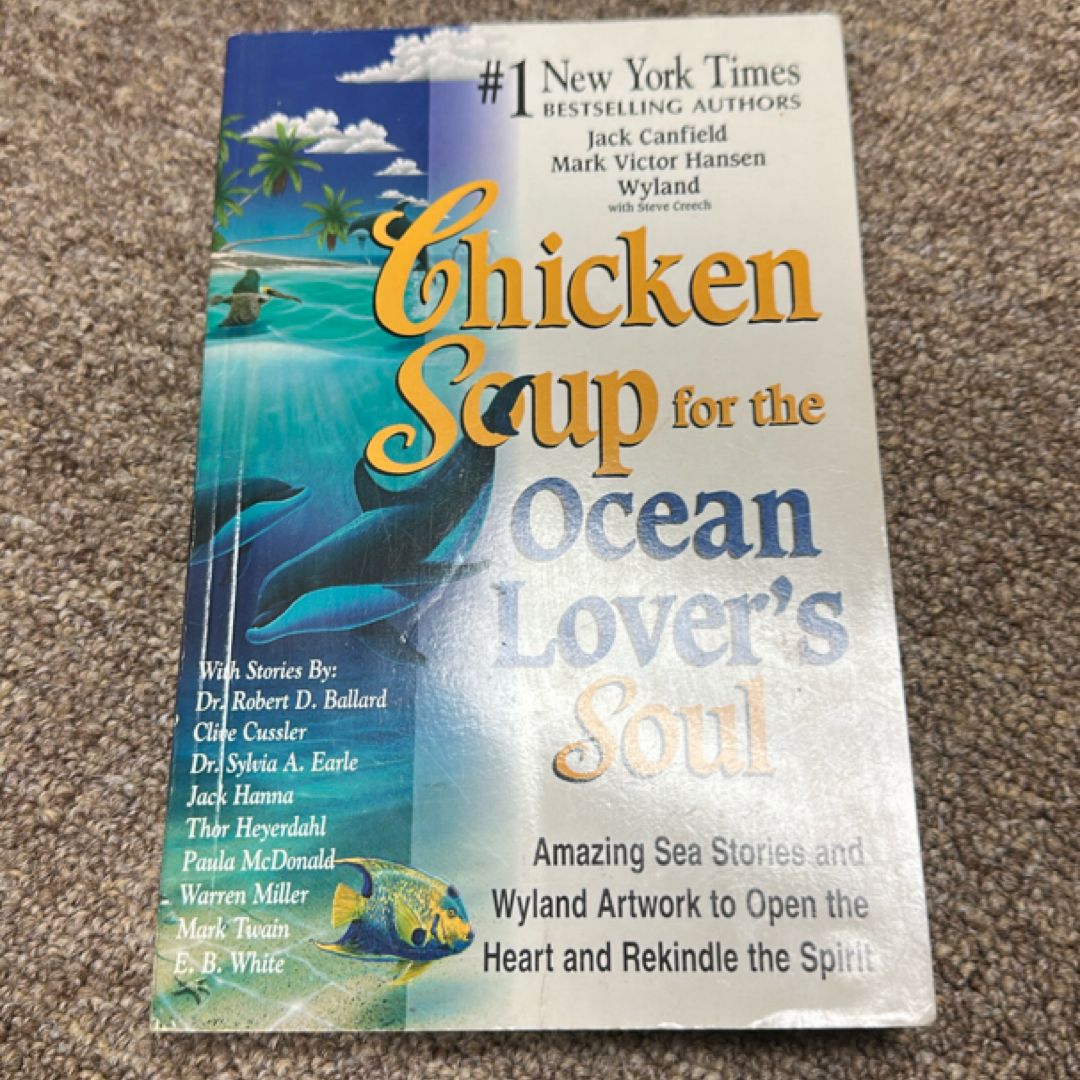 #1 New York Times
BESTSELLING AUTHORS
Jack Canfield
Mark Victor Hansen
Wyland
with Steve Creech
Chicken
Soup for the
Ocean
Lover's
Soul
With Stories By:
Dr. Robert D. Ballard
Clive Cussler
Dr. Sylvia A. Earle
Jack Hanna
Thor Heyerdahl
Paula McDonald
Warren Miller
Mark Twain
E. B. White
Amazing Sea Stories and
Wyland Artwork to Open the
Heart and Rekindle the Spirit